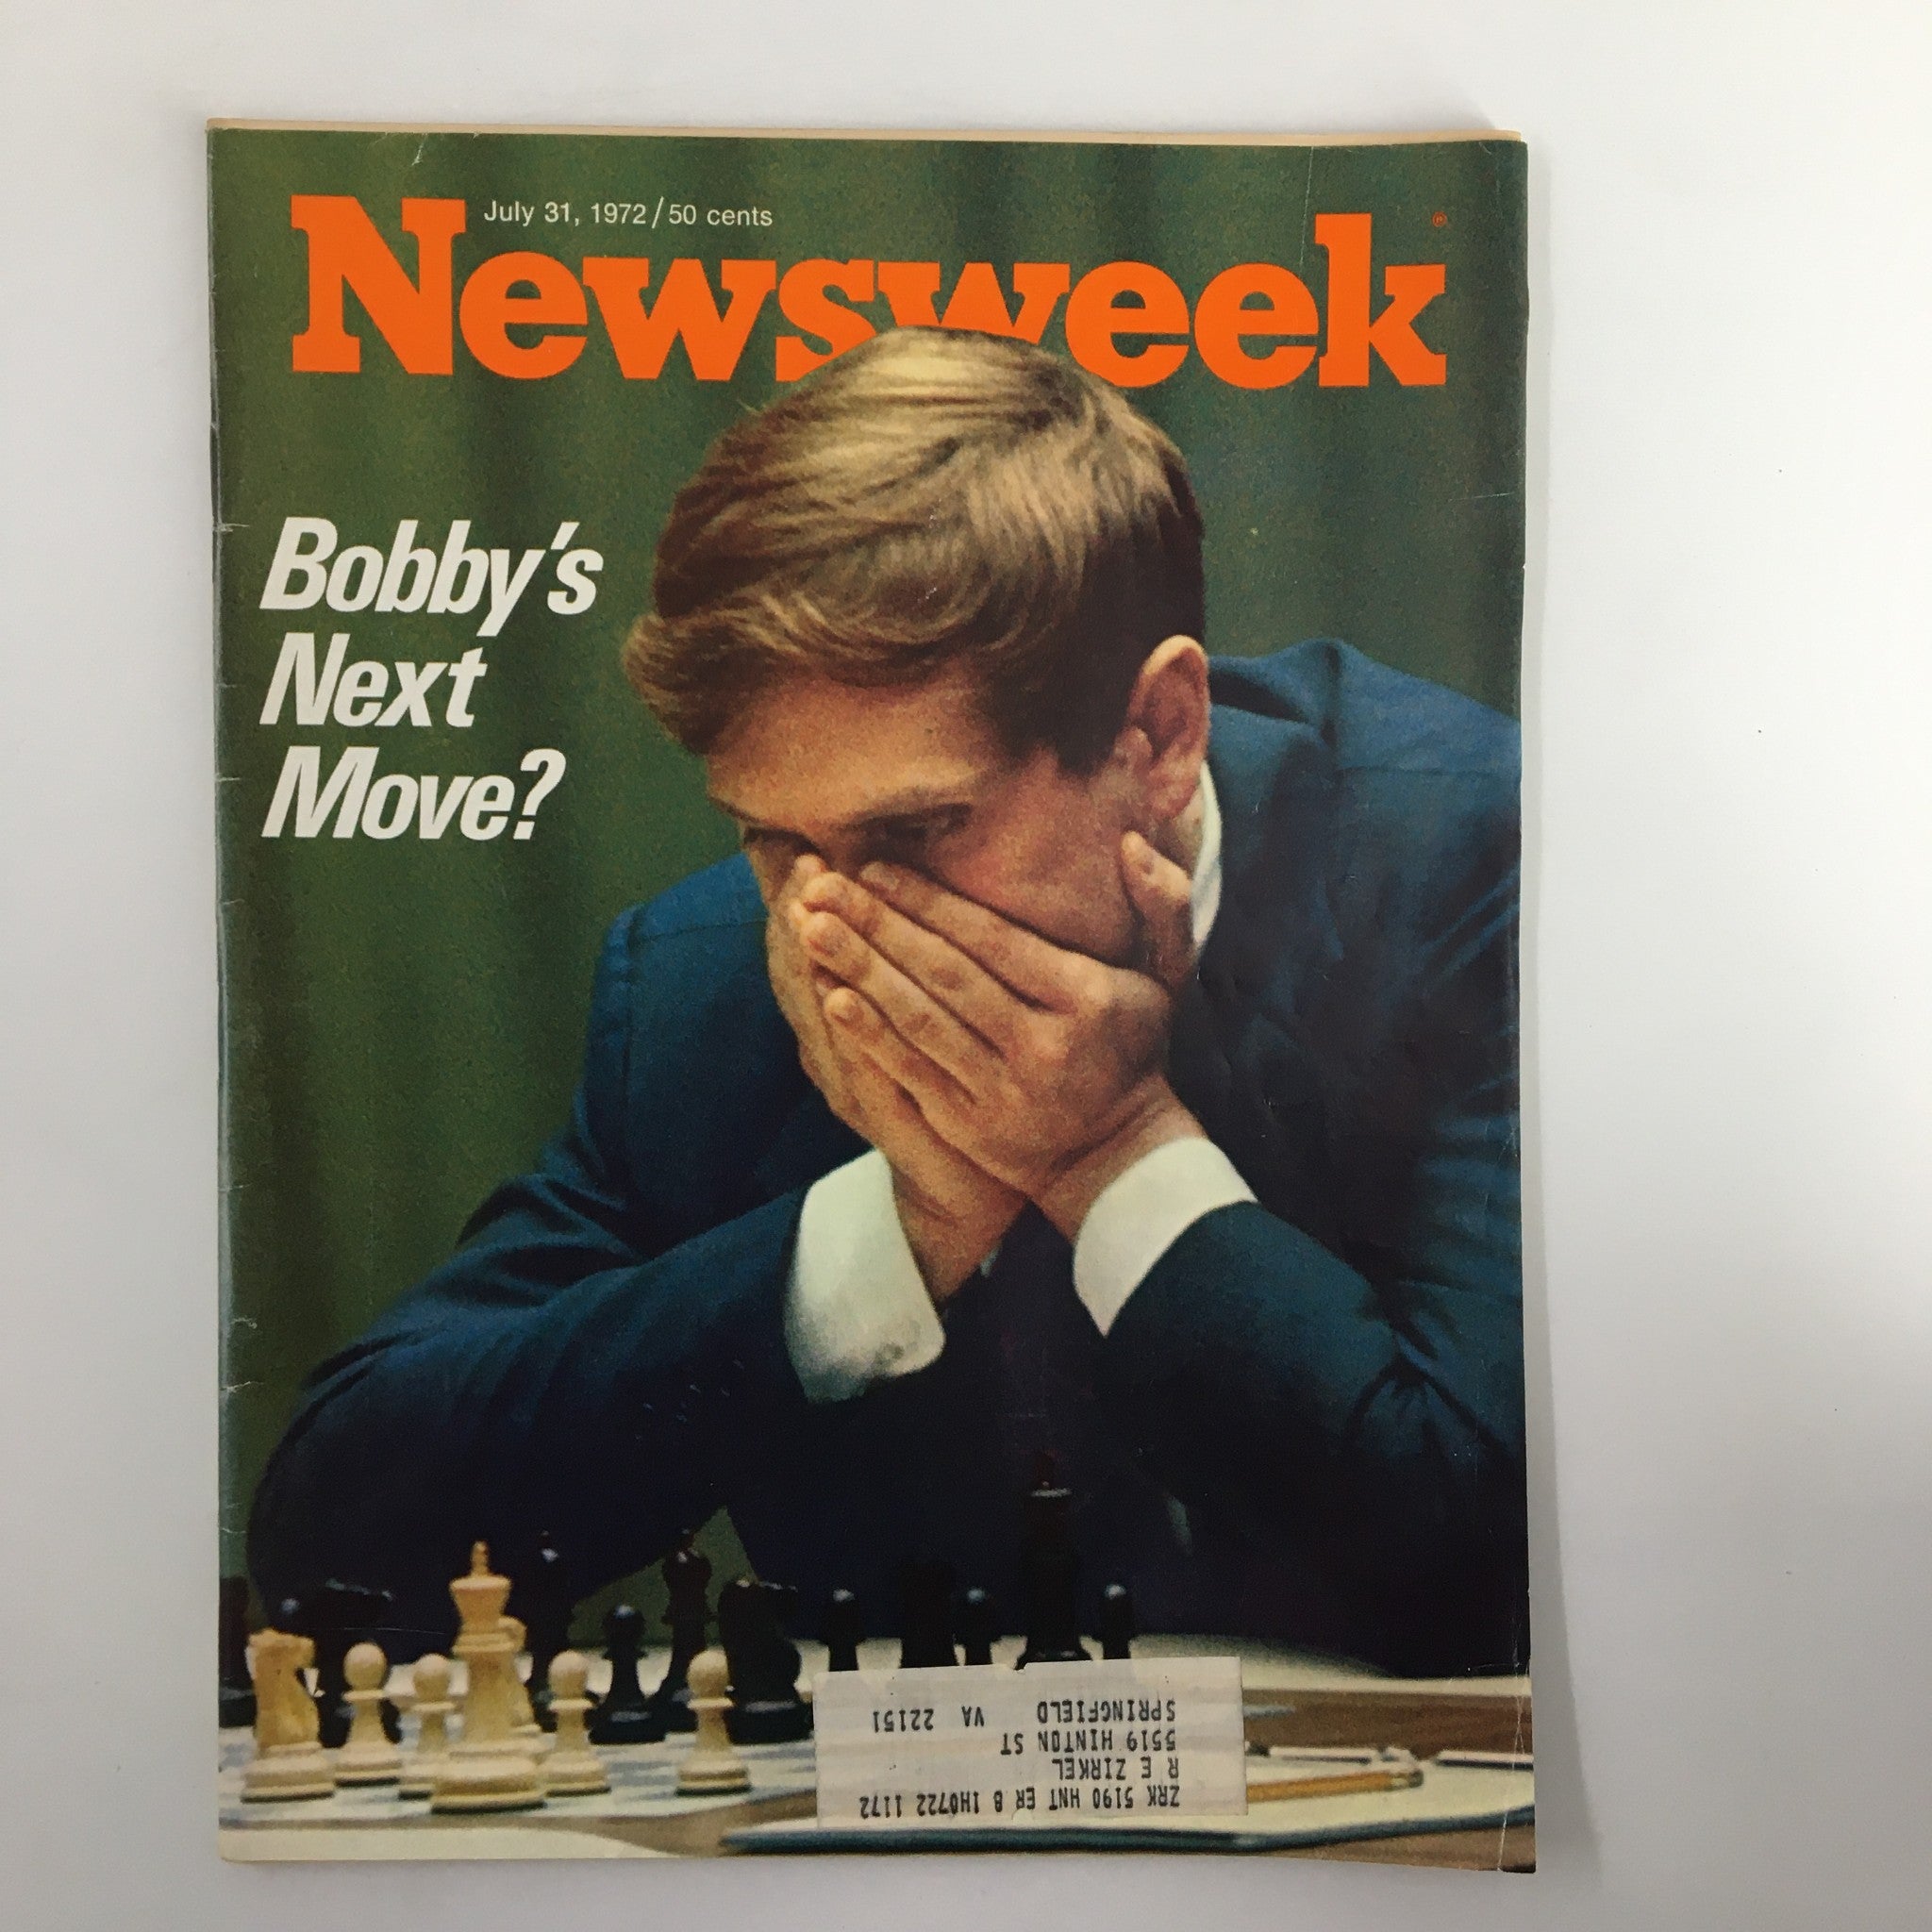 July 31, 1972/50 cents
Newsweek
®
Bobby's
Next
Move?
ZRK 5190 HNT ER 8 1H0722 1172
R E ZIRKEL
5519 HINTON ST
SPRINGFIELD VA 22151